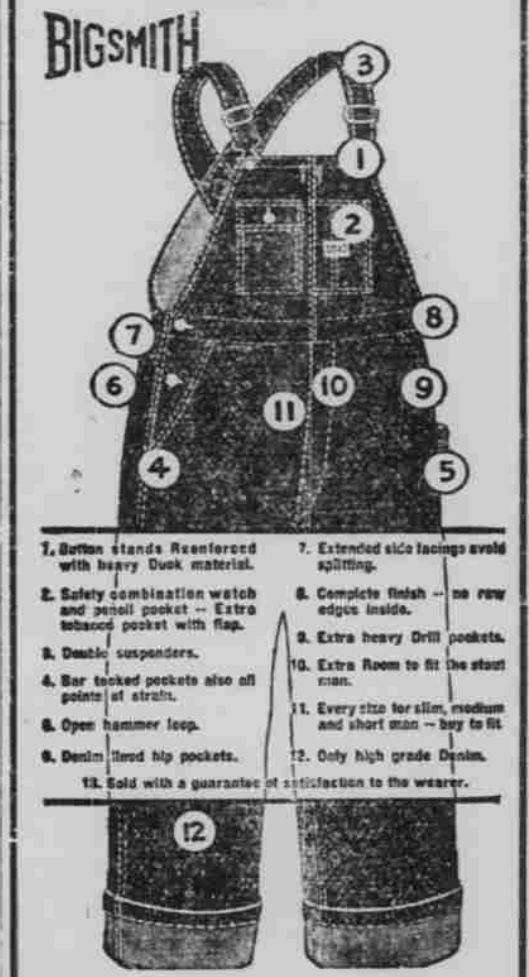 BIGSMITH
3
1
2
7
8
6
10
9
11
4
5
1. Button stands Reenforced
with heavy Duck material.
2. Safety combination watch
and pencil pocket -- Extra
tobacco pocket with flap.
3. Double suspenders.
4. Bar tacked pockets also all
points of strain.
5. Open hammer loop.
6. Denim lined hip pockets.
7. Extended side facings avoid
splitting.
8. Complete finish -- no raw
edges inside.
9. Extra heavy Drill pockets.
10. Extra Room to fit the stout
man.
11. Every size for slim, medium
and short man -- buy to fit
12. Only high grade Denim.
13. Sold with a guarantee of satisfaction to the wearer.
12